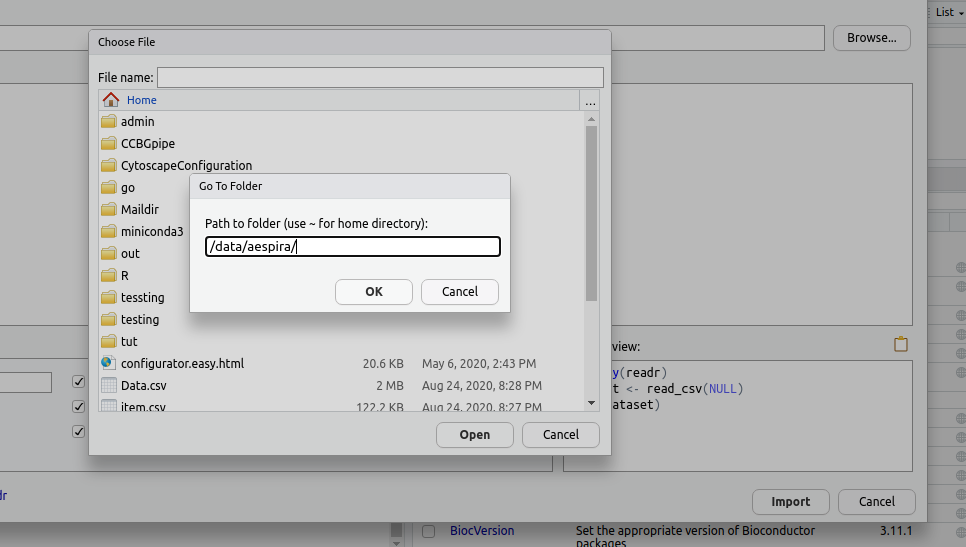 List
Browse...
Choose File
File name:
Home
...
admin
CCBGpipe
CytoscapeConfiguration
go
Maildir
miniconda3
out
R
tessting
testing
tut
configurator.easy.html 20.6 KB May 6, 2020, 2:43 PM
Data.csv 2 MB Aug 24, 2020, 8:28 PM
item.csv 122.2 KB Aug 24, 2020, 8:27 PM
Go To Folder
Path to folder (use ~ for home directory):
/data/aespira/
OK Cancel
Open Cancel
view:
y(readr)
t <- read_csv(NULL)
ataset)
dr
Import Cancel
BiocVersion Set the appropriate version of Bioconductor 3.11.1
packages